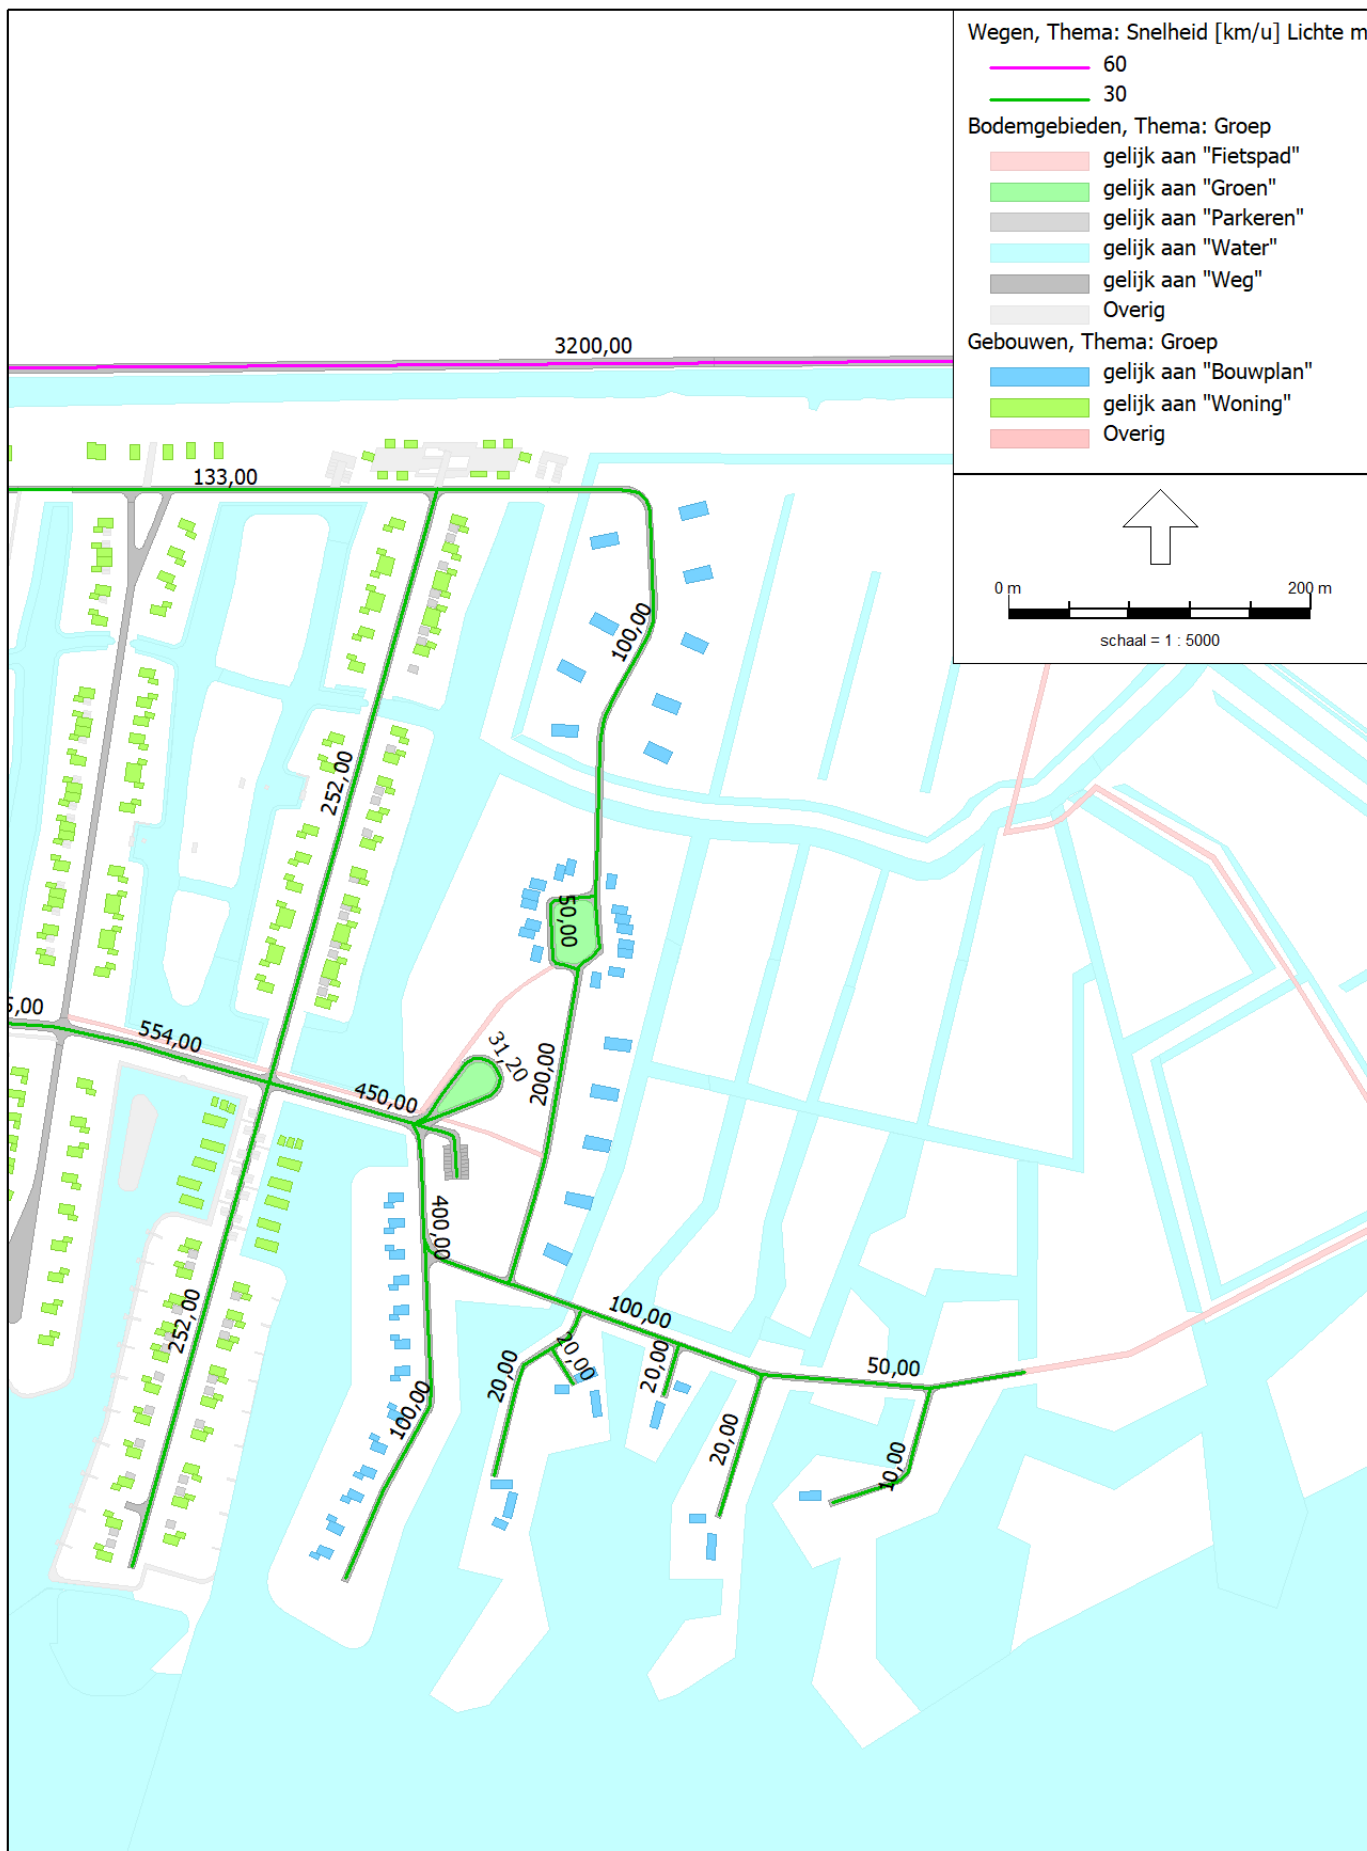 Wegen, Thema: Snelheid [km/u] Lichte m
60
30
Bodemgebieden, Thema: Groep
gelijk aan "Fietspad"
gelijk aan "Groen"
gelijk aan "Parkeren"
gelijk aan "Water"
gelijk aan "Weg"
Overig
Gebouwen, Thema: Groep
gelijk aan "Bouwplan"
gelijk aan "Woning"
Overig
0 m 200 m
schaal = 1 : 5000
3200,00
133,00
100,00
252,00
50,00
5,00
554,00
450,00
31,20
200,00
400,00
252,00
100,00
100,00
20,00
20,00
20,00
50,00
20,00
10,00